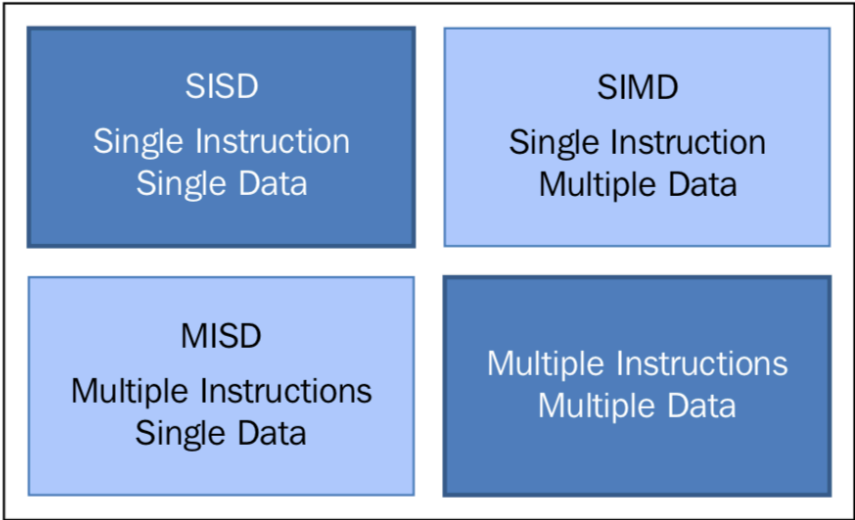 SISD
Single Instruction
Single Data
SIMD
Single Instruction
Multiple Data
MISD
Multiple Instructions
Single Data
Multiple Instructions
Multiple Data